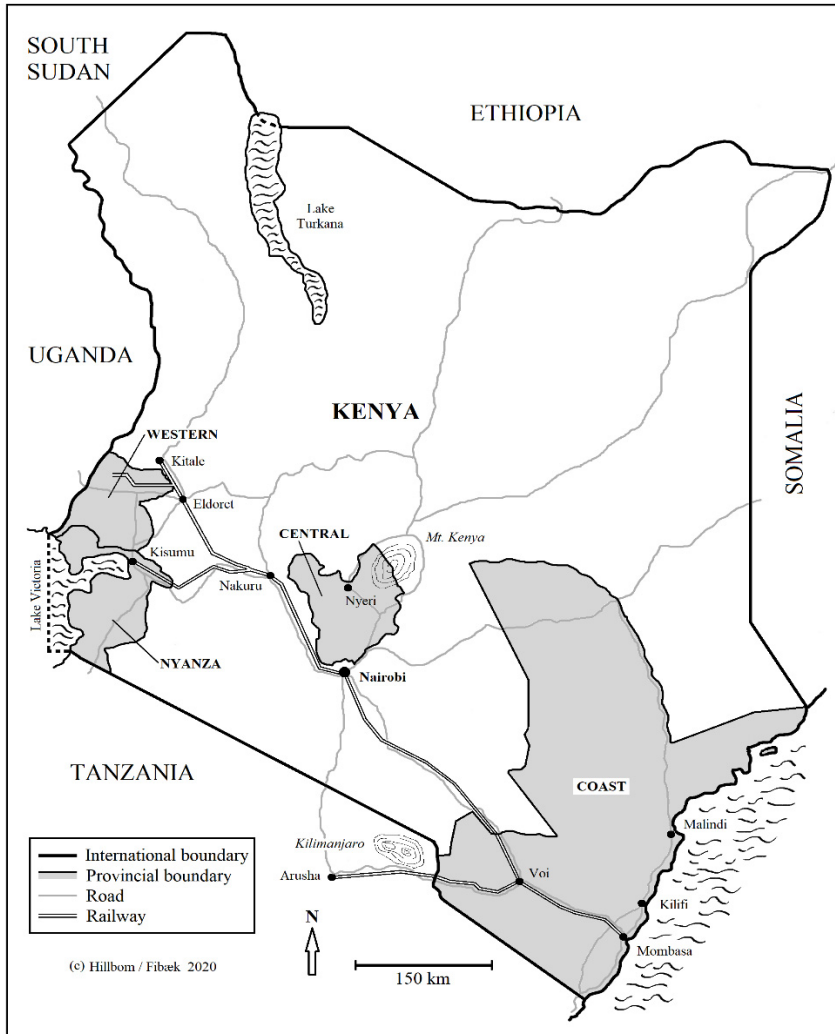 SOUTH
SUDAN
ETHIOPIA
Lake
Turkana
UGANDA
KENYA
SOMALIA
WESTERN
Kitale
Eldoret
CENTRAL
Mt. Kenya
Kisumu
Nakuru
Nyeri
Lake Victoria
NYANZA
Nairobi
TANZANIA
COAST
Malindi
Kilimanjaro
Arusha
Voi
Kilifi
Mombasa
International boundary
Provincial boundary
Road
Railway
N
(c) Hillbom / Fibæk 2020
150 km